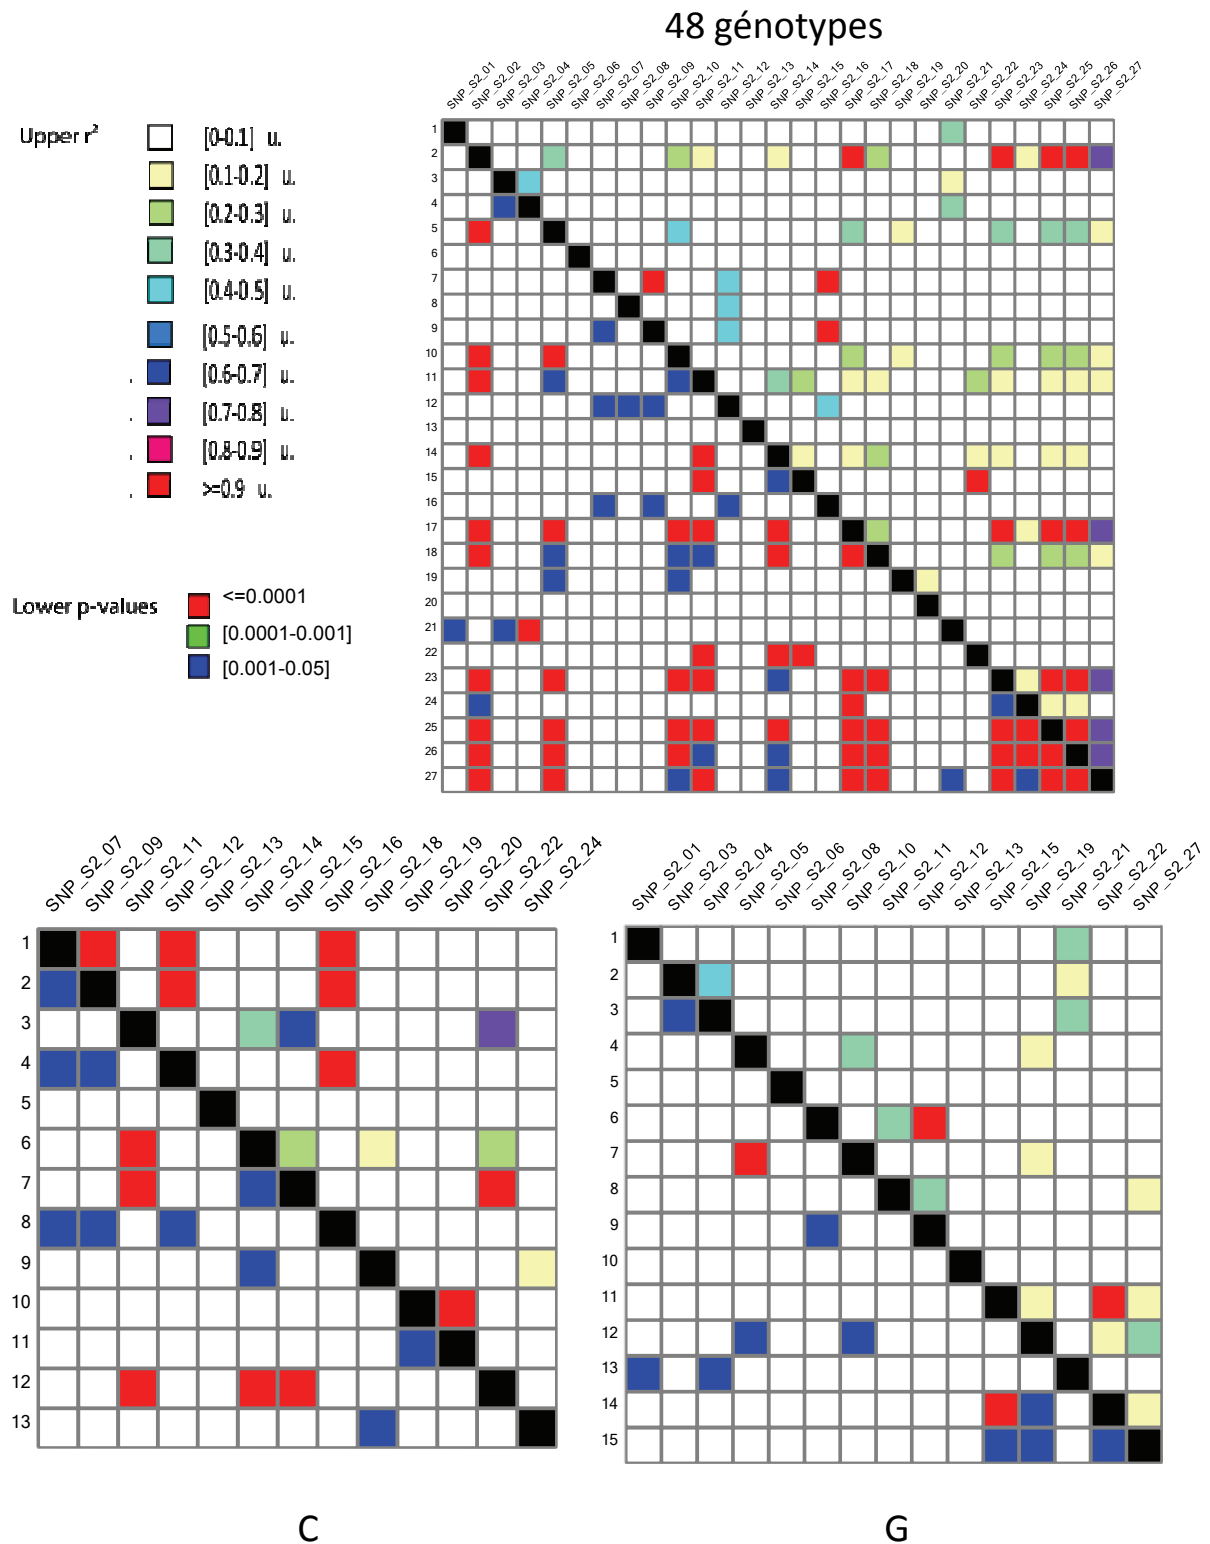 48 génotypes
SNP_S2_01
SNP_S2_02
SNP_S2_03
SNP_S2_04
SNP_S2_05
SNP_S2_06
SNP_S2_07
SNP_S2_08
SNP_S2_09
SNP_S2_10
SNP_S2_11
SNP_S2_12
SNP_S2_13
SNP_S2_14
SNP_S2_15
SNP_S2_16
SNP_S2_17
SNP_S2_18
SNP_S2_19
SNP_S2_20
SNP_S2_21
SNP_S2_22
SNP_S2_23
SNP_S2_24
SNP_S2_25
SNP_S2_26
SNP_S2_27
Upper r²
[0-0.1] u.
[0.1-0.2] u.
[0.2-0.3] u.
[0.3-0.4] u.
[0.4-0.5] u.
[0.5-0.6] u.
[0.6-0.7] u.
[0.7-0.8] u.
[0.8-0.9] u.
>=0.9 u.
Lower p-values
<=0.0001
[0.0001-0.001]
[0.001-0.05]
1
2
3
4
5
6
7
8
9
10
11
12
13
14
15
16
17
18
19
20
21
22
23
24
25
26
27
SNP_S2_07
SNP_S2_09
SNP_S2_11
SNP_S2_12
SNP_S2_13
SNP_S2_14
SNP_S2_15
SNP_S2_16
SNP_S2_18
SNP_S2_19
SNP_S2_20
SNP_S2_22
SNP_S2_24
1
2
3
4
5
6
7
8
9
10
11
12
13
C
SNP_S2_01
SNP_S2_03
SNP_S2_04
SNP_S2_05
SNP_S2_06
SNP_S2_08
SNP_S2_10
SNP_S2_11
SNP_S2_12
SNP_S2_13
SNP_S2_15
SNP_S2_19
SNP_S2_21
SNP_S2_22
SNP_S2_27
1
2
3
4
5
6
7
8
9
10
11
12
13
14
15
G